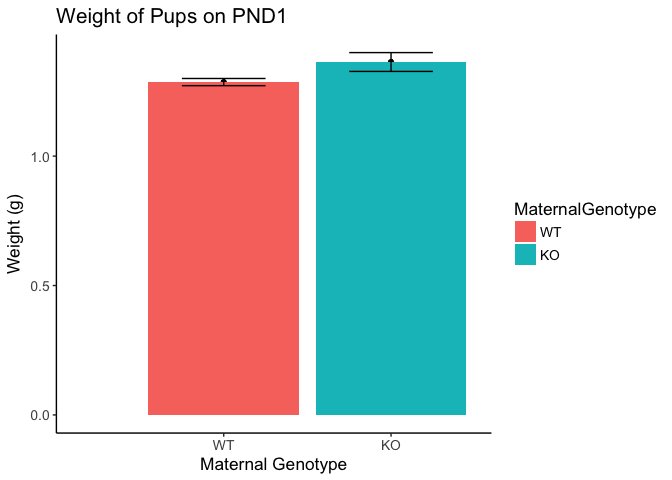 Weight of Pups on PND1
Weight (g)
1.0
0.5
0.0
WT
KO
Maternal Genotype
MaternalGenotype
WT
KO